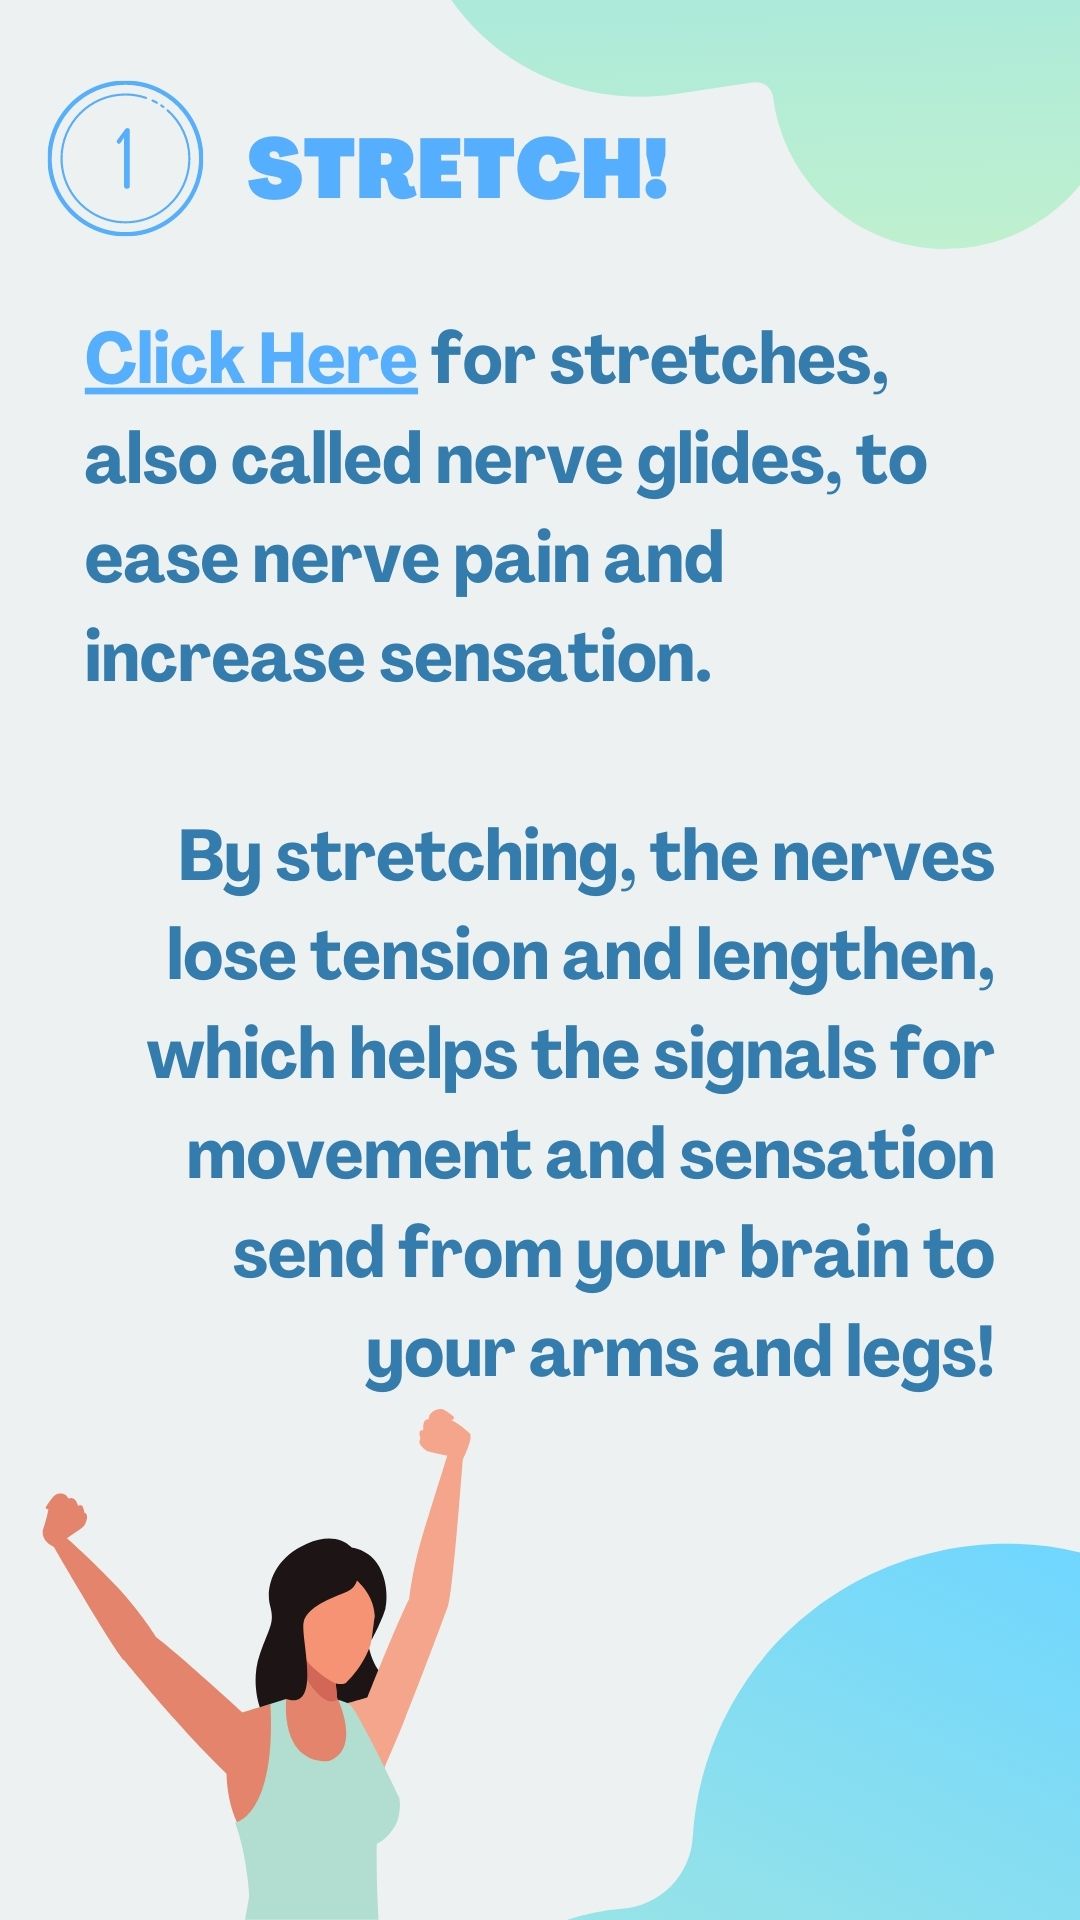 1
STRETCH!
Click Here for stretches,
also called nerve glides, to
ease nerve pain and
increase sensation.
By stretching, the nerves
lose tension and lengthen,
which helps the signals for
movement and sensation
send from your brain to
your arms and legs!